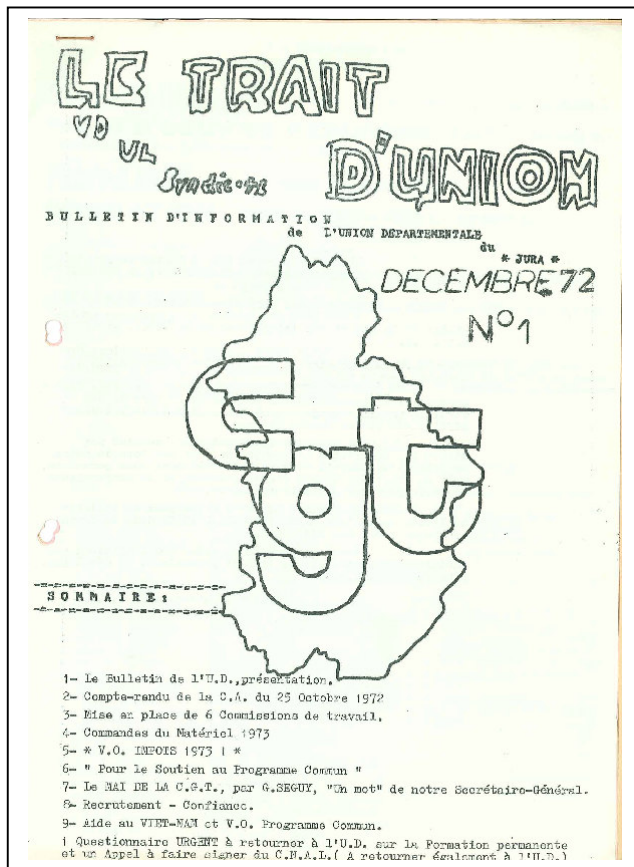 LE TRAIT
UD UL Syndicats
D'UNION
BULLETIN D'INFORMATION
de L'UNION DEPARTEMENTALE
du
* JURA *
DECEMBRE 72
N°1
cgt
SOMMAIRE:
1- Le Bulletin de l'U.D., présentation.
2- Compte-rendu de la C.A. du 25 Octobre 1972
3- Mise en place de 6 Commissions de travail.
4- Commandes du Matériel 1973
5- * V.O. IMPOTS 1973 ! *
6- " Pour le Soutien au Programme Commun "
7- Le MAI DE LA C.G.T., par G.SEGUY, "Un mot" de notre Secrétaire-Général.
8- Recrutement - Confiance.
9- Aide au VIET-NAM et V.O. Programme Commun.
1 Questionnaire URGENT à retourner à l'U.D. sur la Formation permanente
et un Appel à faire signer du C.N.A.L.( A retourner également à l'U.D.)